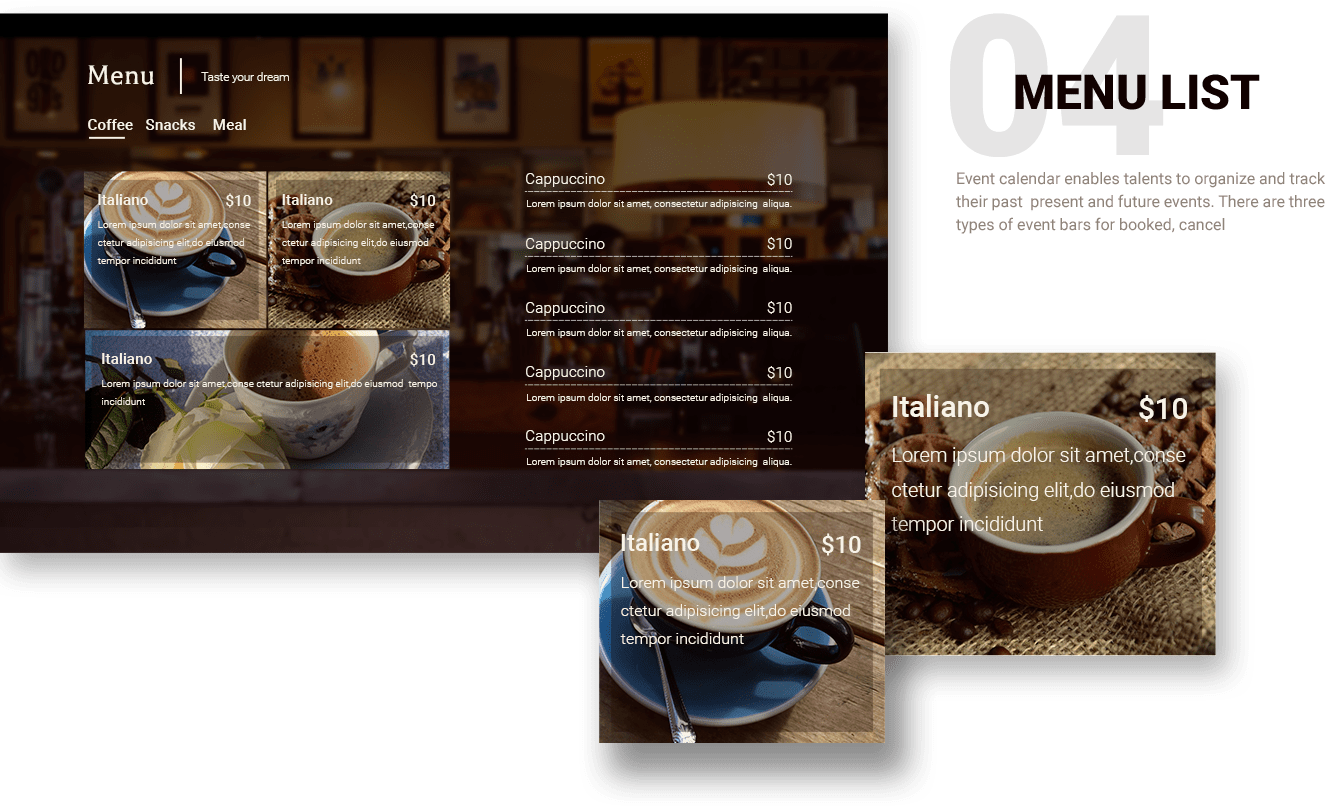 Menu
Taste your dream
Coffee Snacks Meal
Italiano $10
Lorem ipsum dolor sit amet,conse
ctetur adipisicing elit,do eiusmod
tempor incididunt
Italiano $10
Lorem ipsum dolor sit amet,conse
ctetur adipisicing elit,do eiusmod
tempor incididunt
Italiano $10
Lorem ipsum dolor sit amet,conse ctetur adipisicing elit,do eiusmod tempo
incididunt
Cappuccino $10
Lorem ipsum dolor sit amet, consectetur adipisicing aliqua.
Cappuccino $10
Lorem ipsum dolor sit amet, consectetur adipisicing aliqua.
Cappuccino $10
Lorem ipsum dolor sit amet, consectetur adipisicing aliqua.
Cappuccino $10
Lorem ipsum dolor sit amet, consectetur adipisicing aliqua.
Cappuccino $10
Lorem ipsum dolor sit amet, consectetur adipisicing aliqua.
04
MENU LIST
Event calendar enables talents to organize and track
their past present and future events. There are three
types of event bars for booked, cancel
Italiano $10
Lorem ipsum dolor sit amet,conse
ctetur adipisicing elit,do eiusmod
tempor incididunt
Italiano $10
Lorem ipsum dolor sit amet,conse
ctetur adipisicing elit,do eiusmod
tempor incididunt